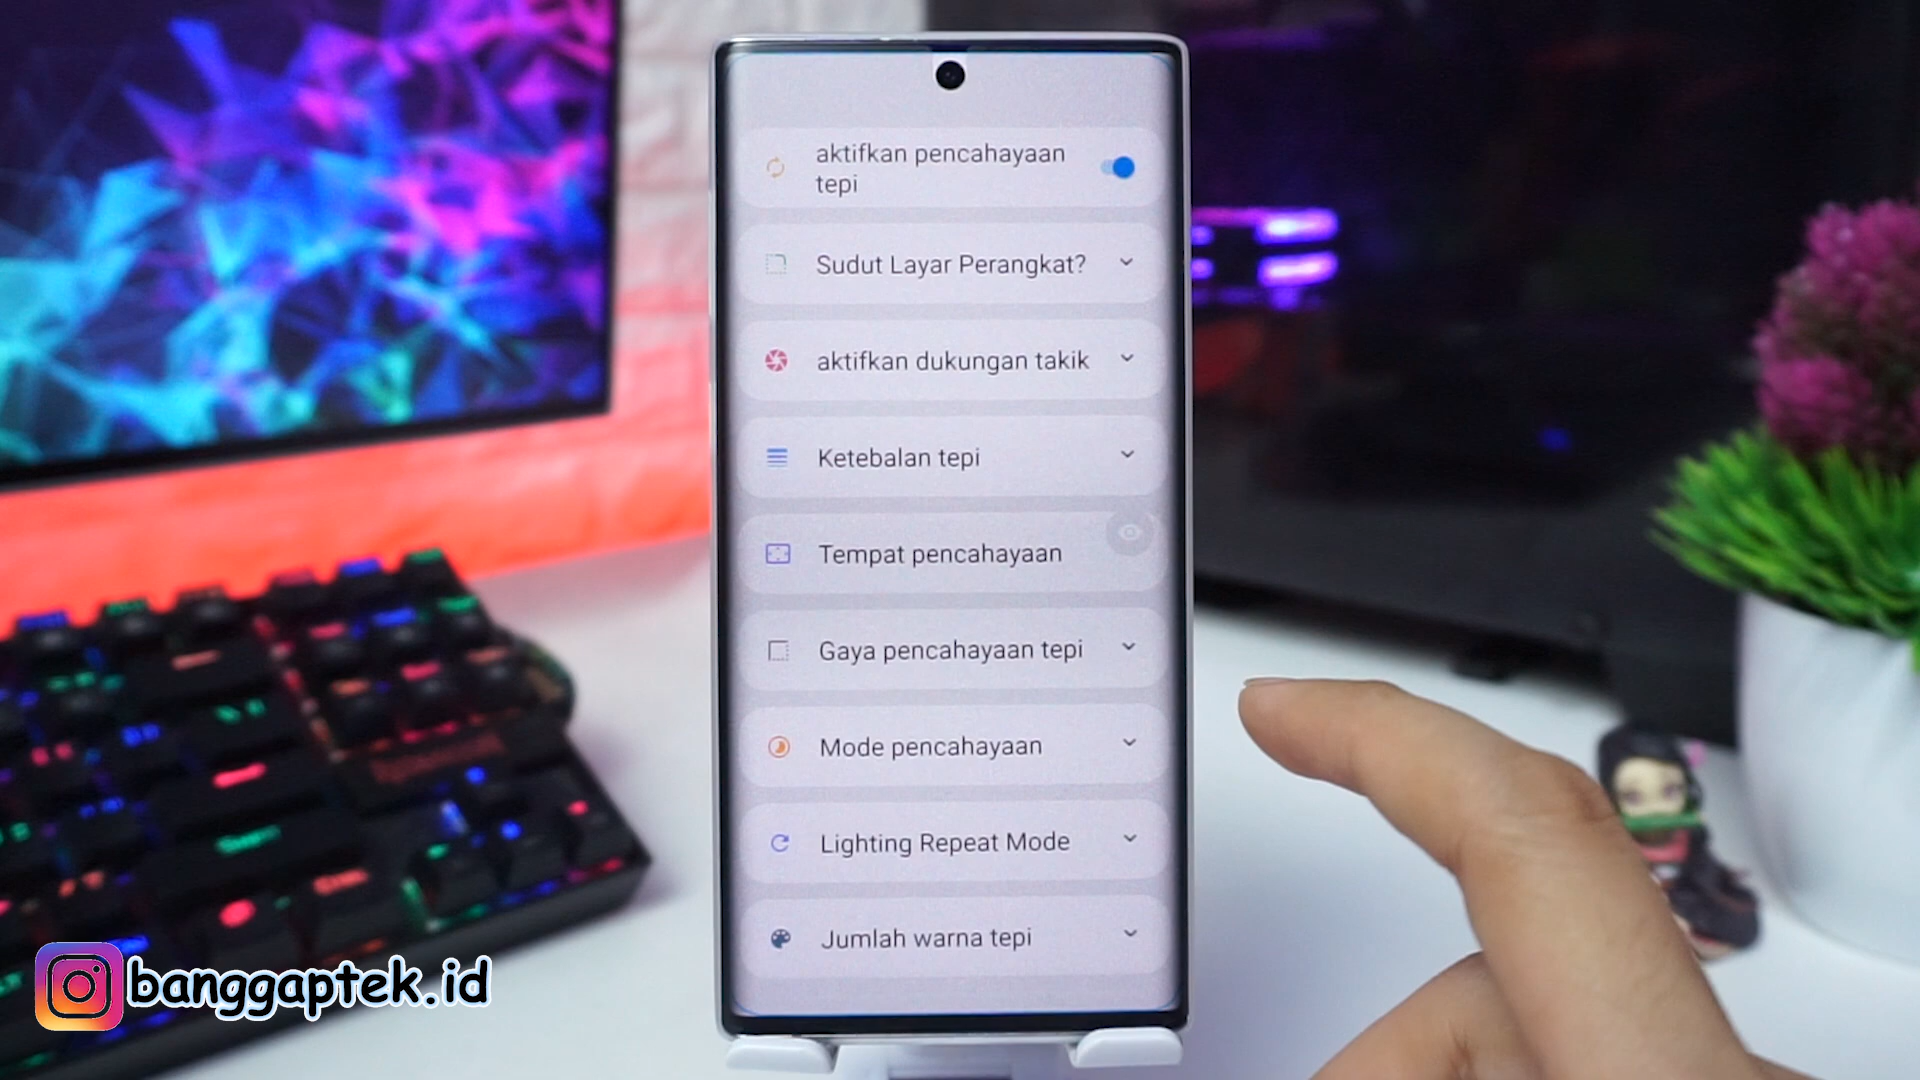 aktifkan pencahayaan
tepi
Sudut Layar Perangkat?
aktifkan dukungan takik
Ketebalan tepi
Tempat pencahayaan
Gaya pencahayaan tepi
Mode pencahayaan
Lighting Repeat Mode
Jumlah warna tepi
banggaptek.id